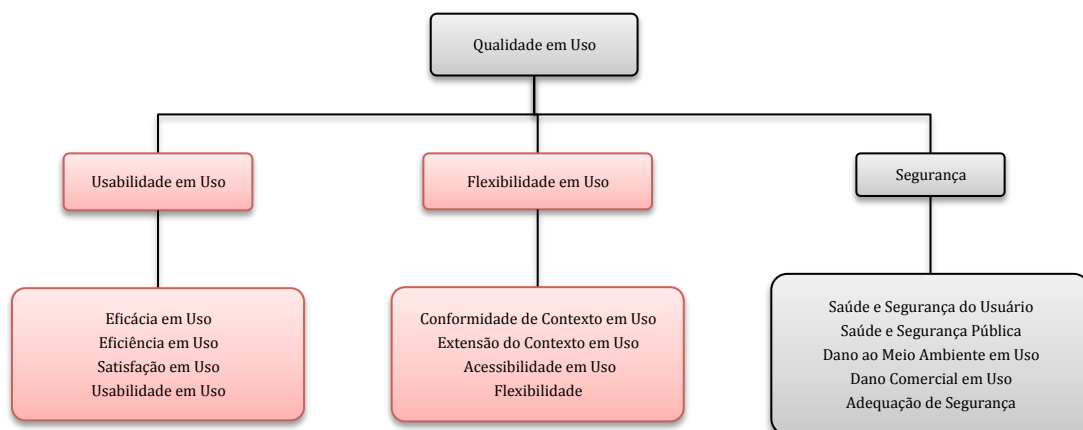 Qualidade em Uso
Usabilidade em Uso
Flexibilidade em Uso
Segurança
Eficácia em Uso
Eficiência em Uso
Satisfação em Uso
Usabilidade em Uso
Conformidade de Contexto em Uso
Extensão do Contexto em Uso
Acessibilidade em Uso
Flexibilidade
Saúde e Segurança do Usuário
Saúde e Segurança Pública
Dano ao Meio Ambiente em Uso
Dano Comercial em Uso
Adequação de Segurança